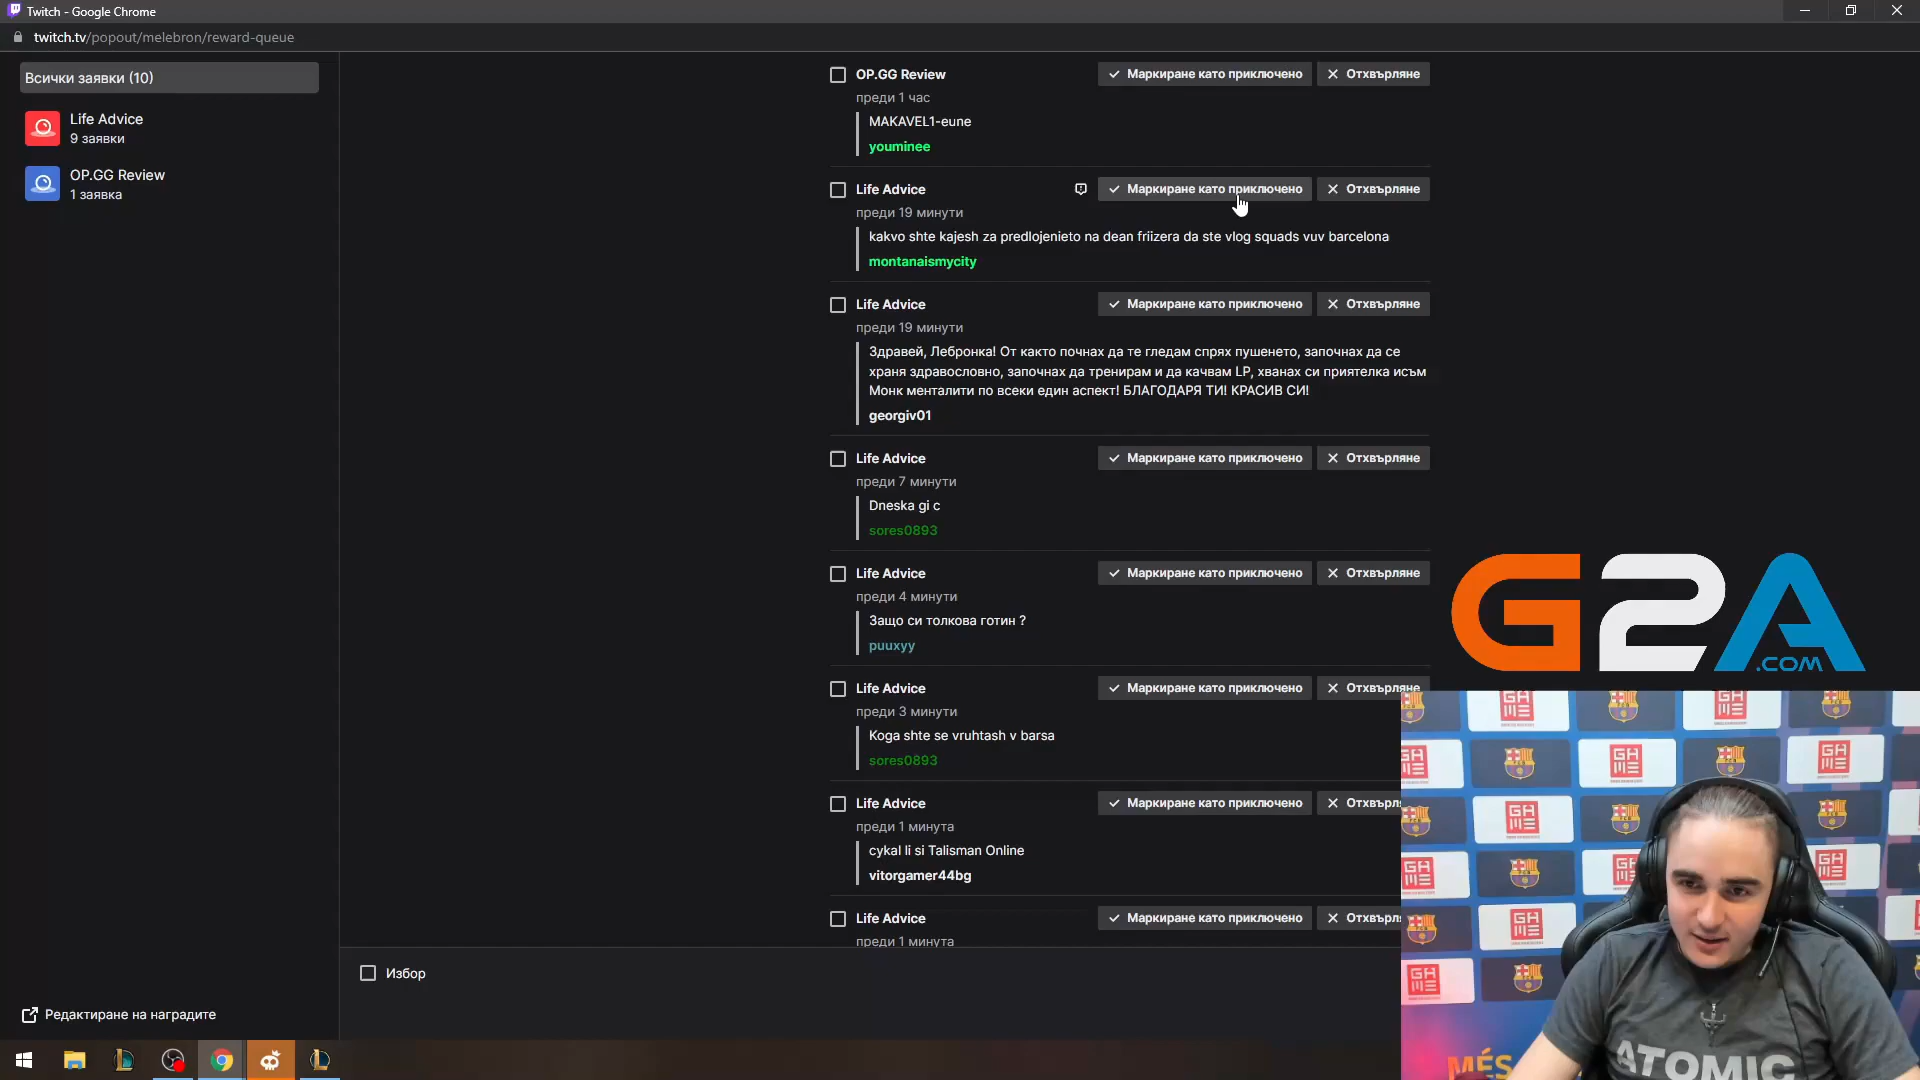 Twitch - Google Chrome
twitch.tv/popout/melebron/reward-queue
Всички заявки (10)
Life Advice
9 заявки
OP.GG Review
1 заявка
Редактиране на наградите
OP.GG Review
Маркиране като приключено
Отхвърляне
преди 1 час
MAKAVEL1-eune
youminee
Life Advice
Маркиране като приключено
Отхвърляне
преди 19 минути
kakvo shte kajesh za predlojenieto na dean friizera da ste vlog squads vuv barcelona
montanaismycity
Life Advice
Маркиране като приключено
Отхвърляне
преди 19 минути
Здравей, Лебронка! От както почнах да те гледам спрях пушенето, започнах да се
храня здравословно, започнах да тренирам и да качвам LP, хванах си приятелка исъм
Монк менталити по всеки един аспект! БЛАГОДАРЯ ТИ! КРАСИВ СИ!
georgiv01
Life Advice
Маркиране като приключено
Отхвърляне
преди 7 минути
Dneska gi c
sores0893
Life Advice
Маркиране като приключено
Отхвърляне
преди 4 минути
Защо си толкова готин ?
puuxyy
Life Advice
Маркиране като приключено
Отхвърляне
преди 3 минути
Koga shte se vruhtash v barsa
sores0893
Life Advice
Маркиране като приключено
Отхвърл
преди 1 минута
cykal li si Talisman Online
vitorgamer44bg
Life Advice
Маркиране като приключено
Отхвърл
преди 1 минута
Избор
G2A
.COM
MÉS
ATOMIC